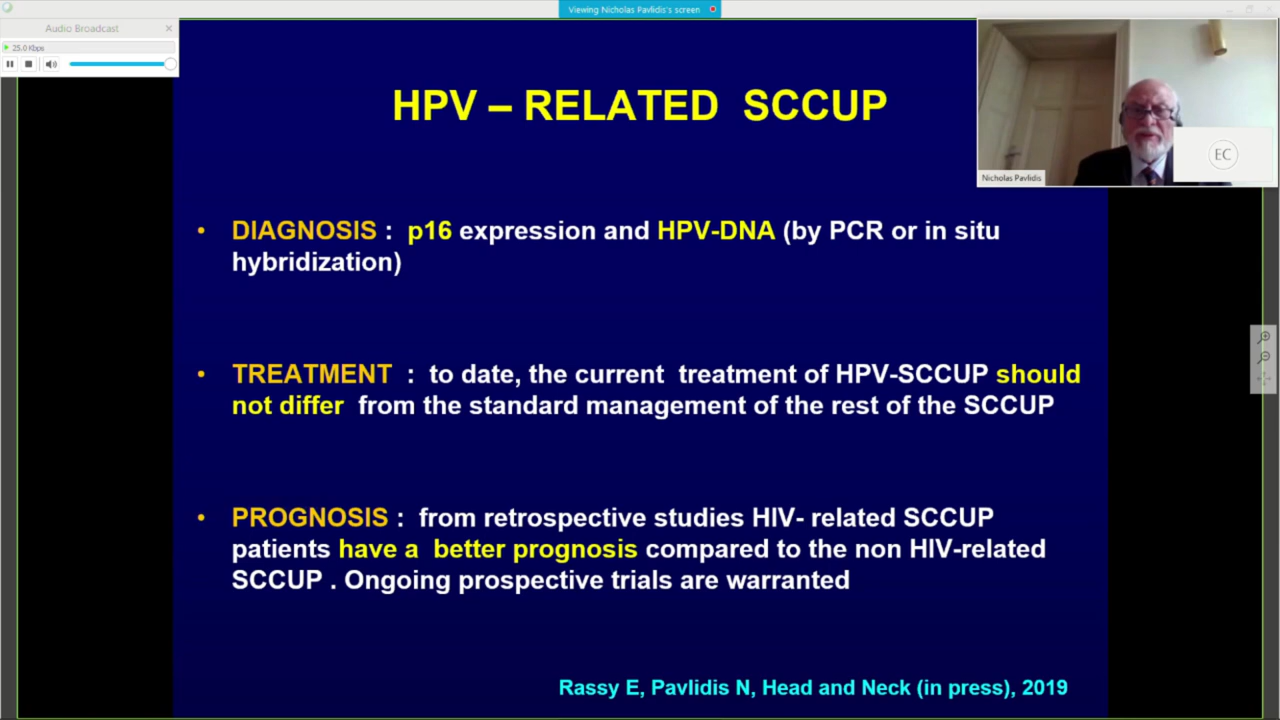 Viewing Nicholas Pavlidis's screen
Audio Broadcast
25.0 Kbps
Nicholas Pavlidis
EC
HPV – RELATED SCCUP
• DIAGNOSIS : p16 expression and HPV-DNA (by PCR or in situ
hybridization)
• TREATMENT : to date, the current treatment of HPV-SCCUP should
not differ from the standard management of the rest of the SCCUP
• PROGNOSIS : from retrospective studies HIV- related SCCUP
patients have a better prognosis compared to the non HIV-related
SCCUP . Ongoing prospective trials are warranted
Rassy E, Pavlidis N, Head and Neck (in press), 2019